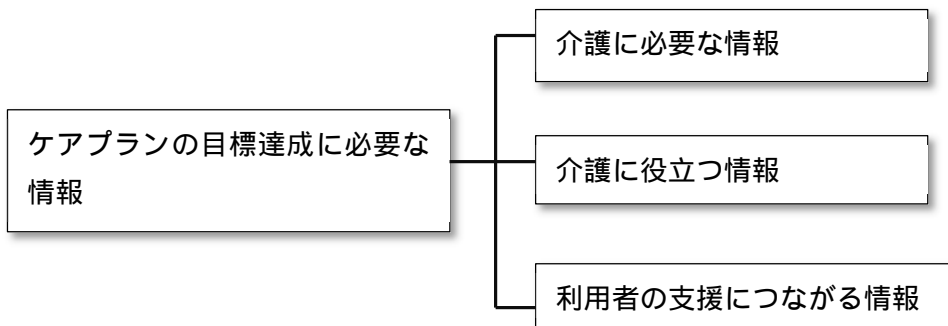 介護に必要な情報
ケアプランの目標達成に必要な
情報
介護に役立つ情報
利用者の支援につながる情報